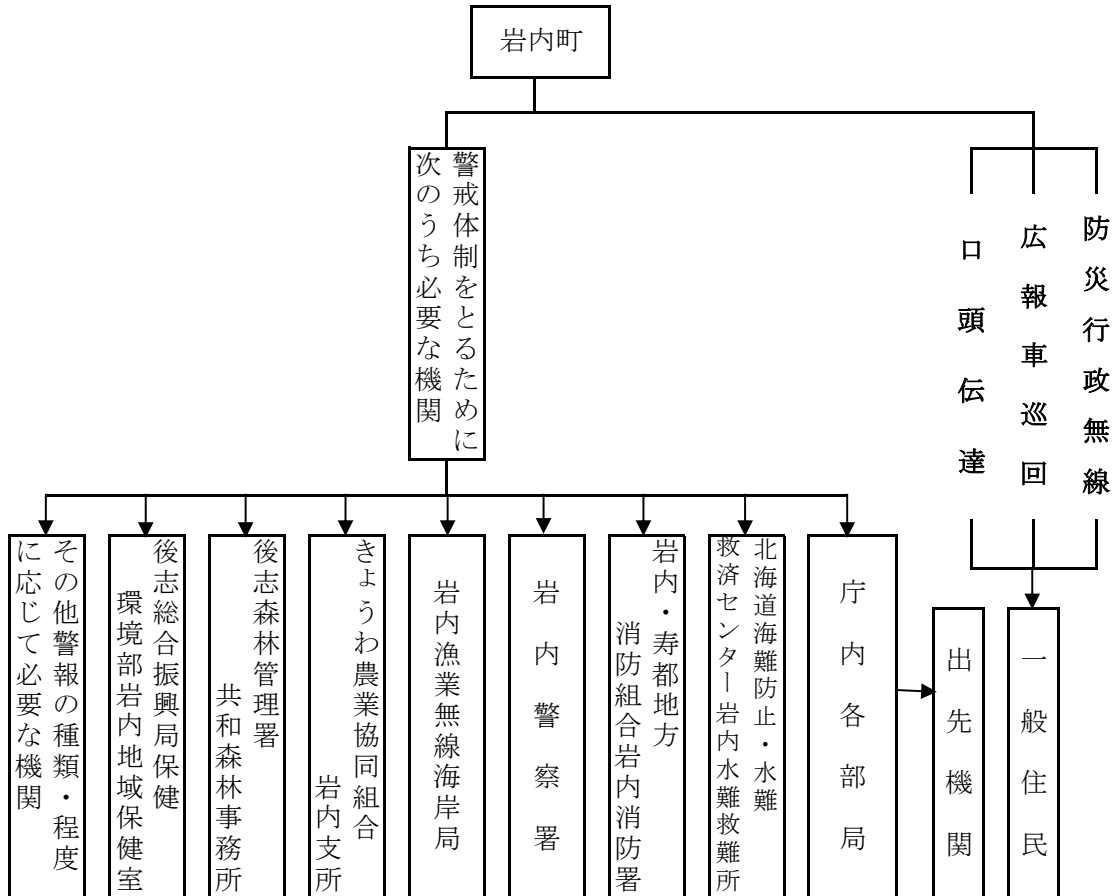 岩内町
警戒体制をとるために
次のうち必要な機関
防災行政無線
広報車巡回
口頭伝達
一般住民
出先機関
庁内各部局
北海道海難防止・水難
救済センター岩内水難救難所
岩内・寿都地方
消防組合岩内消防署
岩内警察署
岩内漁業無線海岸局
きょうわ農業協同組合
岩内支所
後志森林管理署
共和森林事務所
後志総合振興局保健
環境部岩内地域保健室
その他警報の種類・程度
に応じて必要な機関